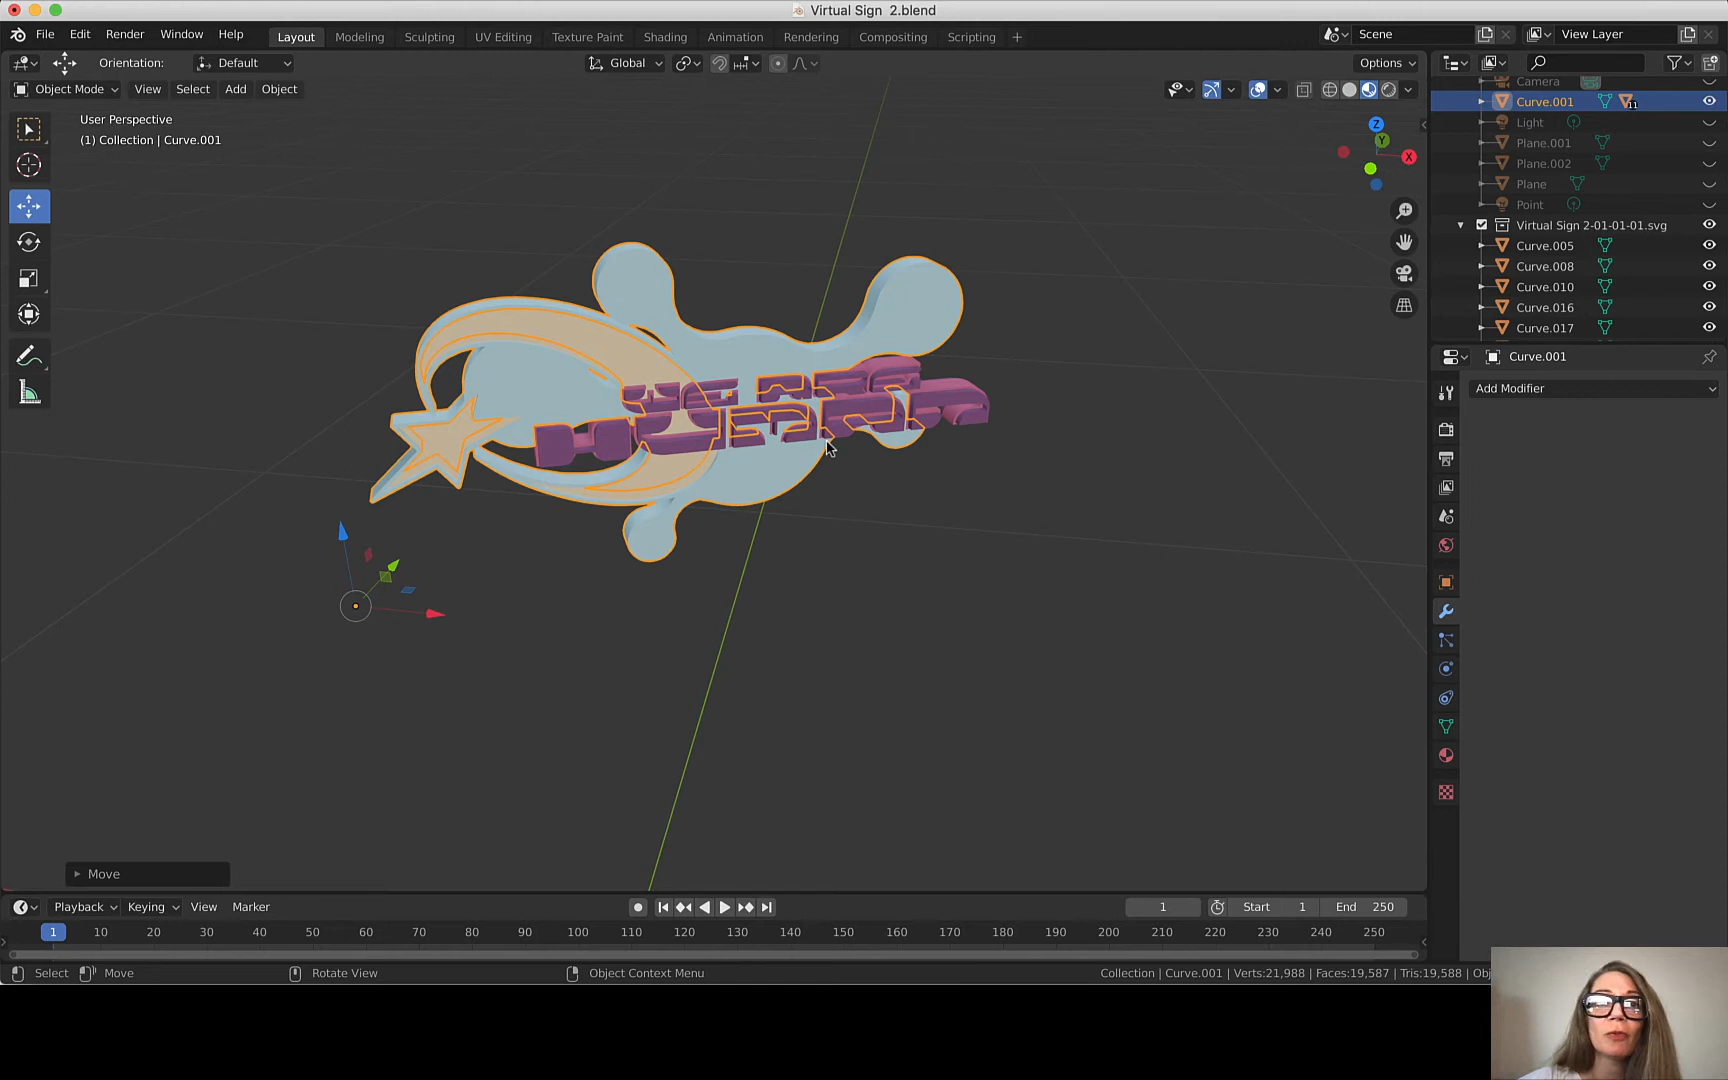 Virtual Sign 2.blend
File Edit Render Window Help Layout Modeling Sculpting UV Editing Texture Paint Shading Animation Rendering Compositing Scripting + Scene View Layer
Orientation: Default Global Options
Object Mode View Select Add Object
User Perspective
(1) Collection | Curve.001
Z
Y
X
Camera
Curve.001 11
Light
Plane.001
Plane.002
Plane
Point
Virtual Sign 2-01-01-01.svg
Curve.005
Curve.008
Curve.010
Curve.016
Curve.017
Curve.001
Add Modifier
Move
Playback Keying View Marker 1 Start 1 End 250
1 10 20 30 40 50 60 70 80 90 100 110 120 130 140 150 160 170 180 190 200 210 220 230 240 250
Select Move Rotate View Object Context Menu Collection | Curve.001 | Verts:21,988 | Faces:19,587 | Tris:19,588 | Obj